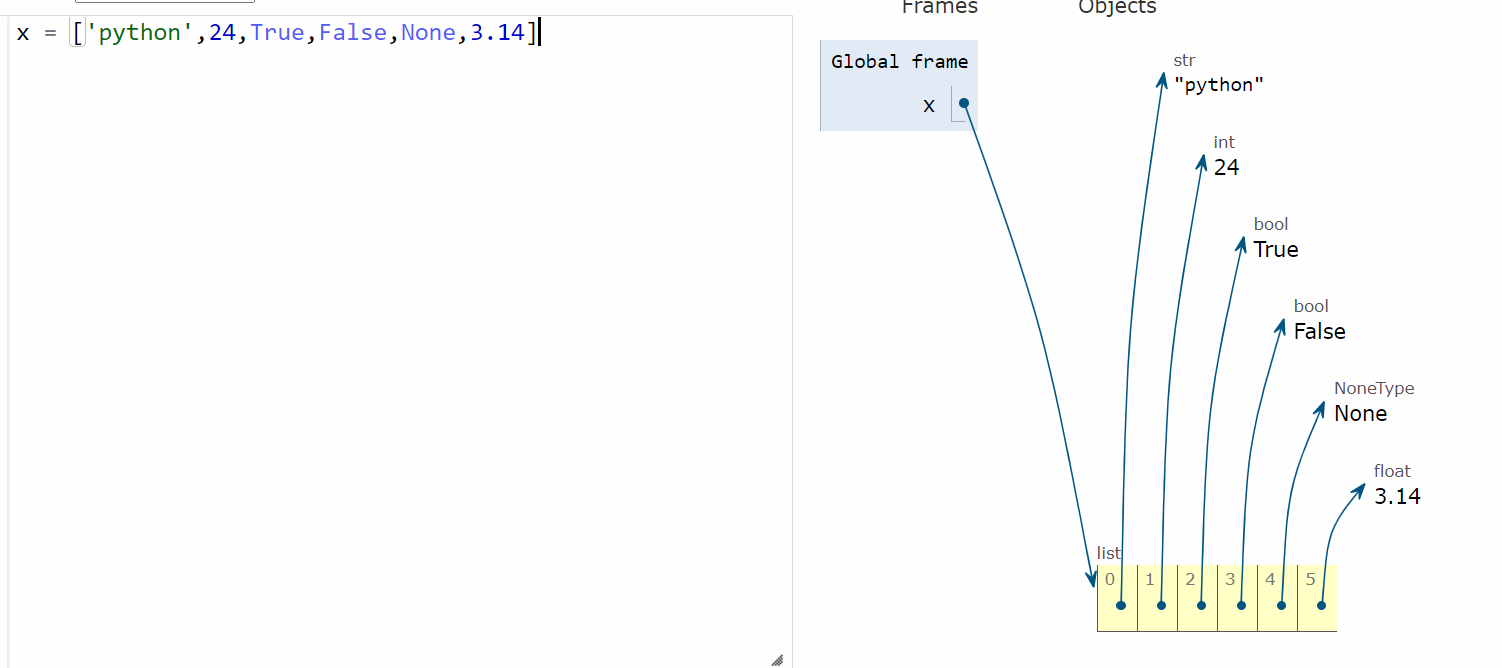 x = ['python',24,True,False,None,3.14]
Frames
Objects
Global frame
x
str
"python"
int
24
bool
True
bool
False
NoneType
None
float
3.14
list
0 1 2 3 4 5